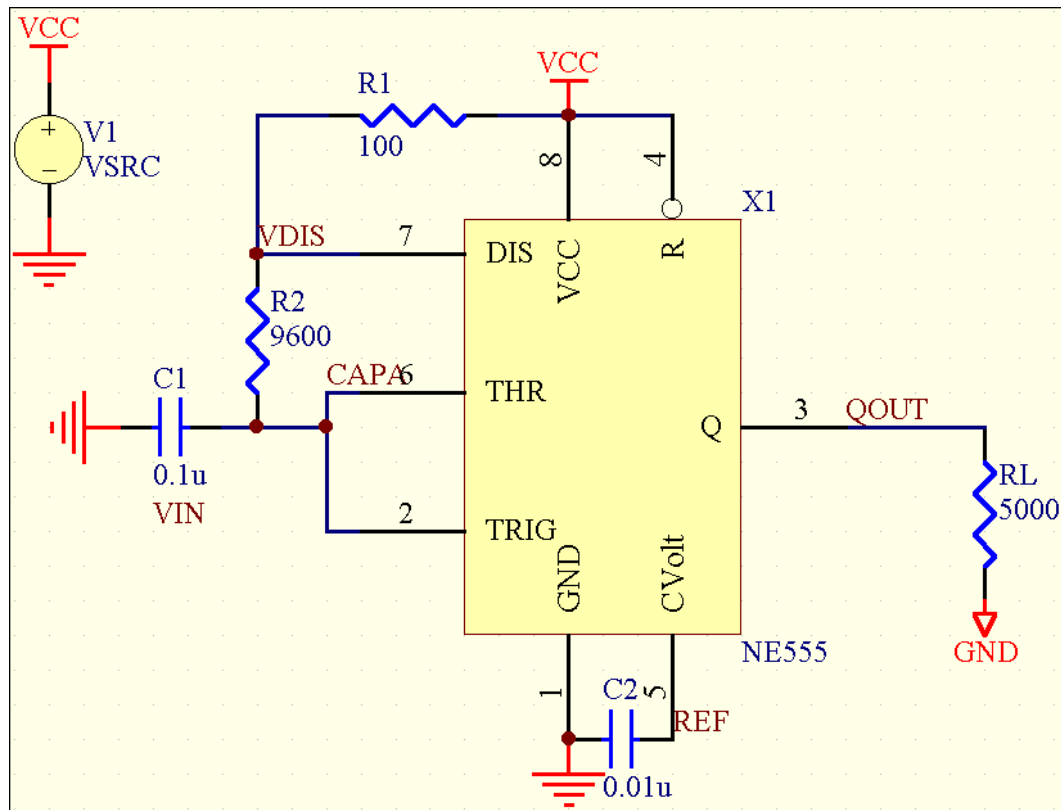 VCC
V1
VSRC
+
−
R1
100
VCC
8
4
X1
VDIS
7
DIS
VCC
R
R2
9600
CAPA
6
THR
C1
0.1u
VIN
2
TRIG
Q
3
QOUT
RL
5000
GND
GND
CVolt
NE555
1
C2
5
REF
0.01u